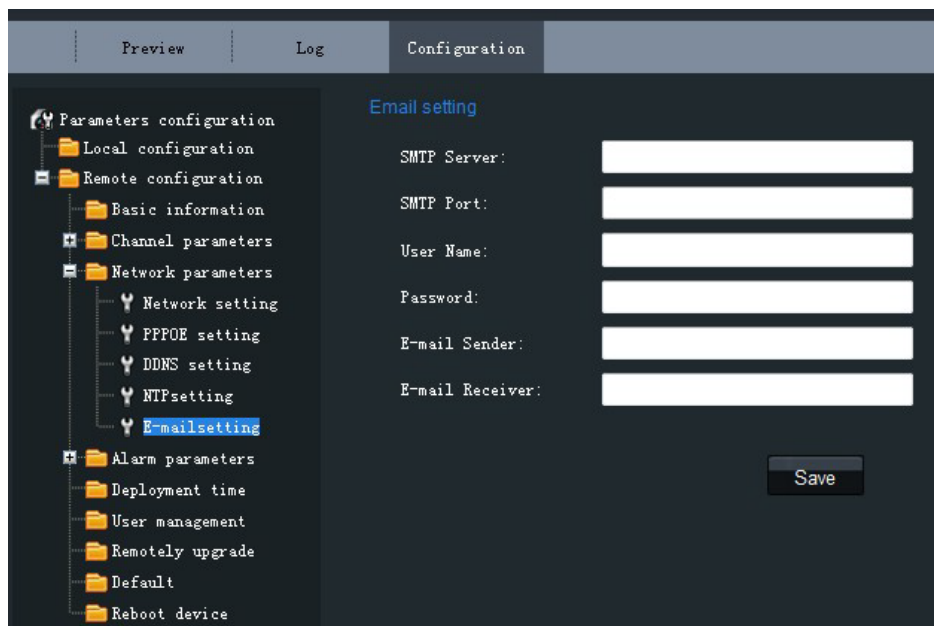 Preview
Log
Configuration
Parameters configuration
Local configuration
Remote configuration
Basic information
Channel parameters
Network parameters
Network setting
PPPOE setting
DDNS setting
NTPsetting
E-mailsetting
Alarm parameters
Deployment time
User management
Remotely upgrade
Default
Reboot device
Email setting
SMTP Server:
SMTP Port:
User Name:
Password:
E-mail Sender:
E-mail Receiver:
Save